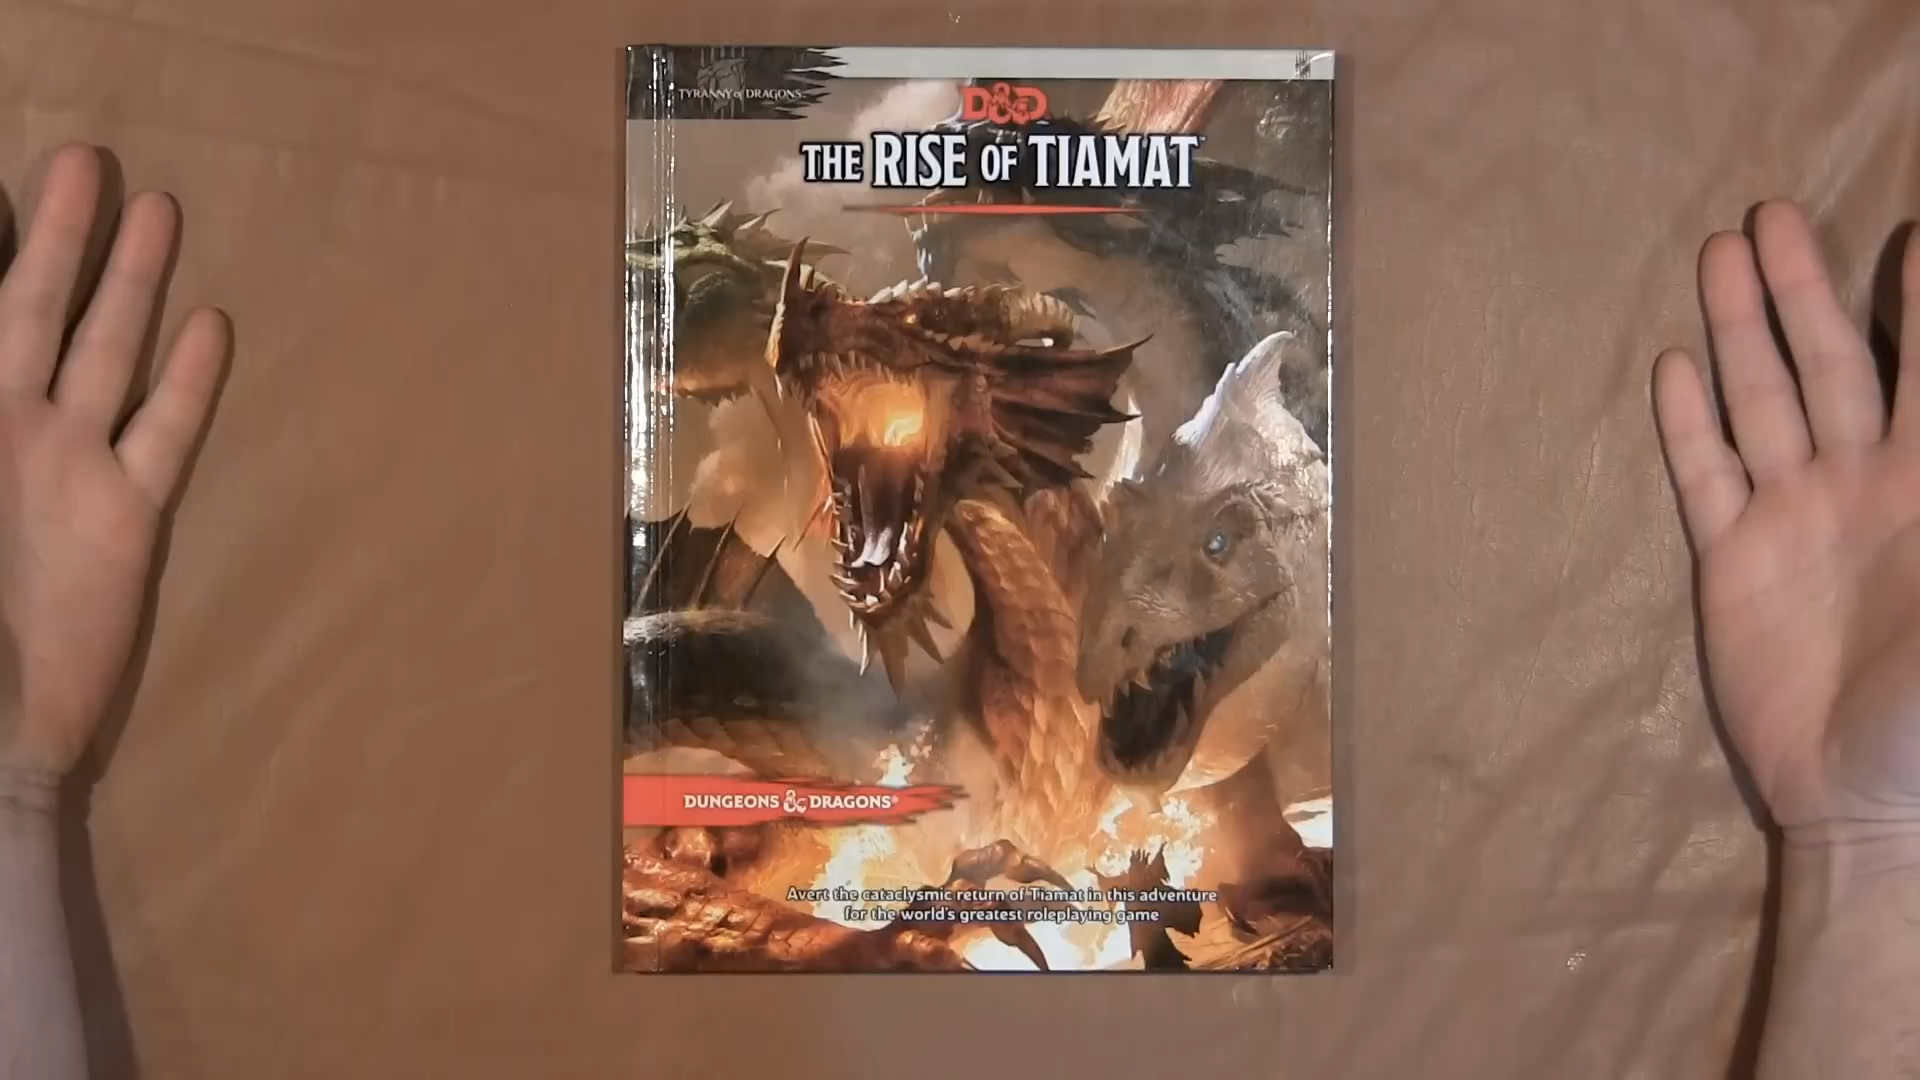 TYRANNY of DRAGONS
D&D
THE RISE OF TIAMAT
DUNGEONS & DRAGONS®
Avert the cataclysmic return of Tiamat in this adventure
for the world's greatest roleplaying game